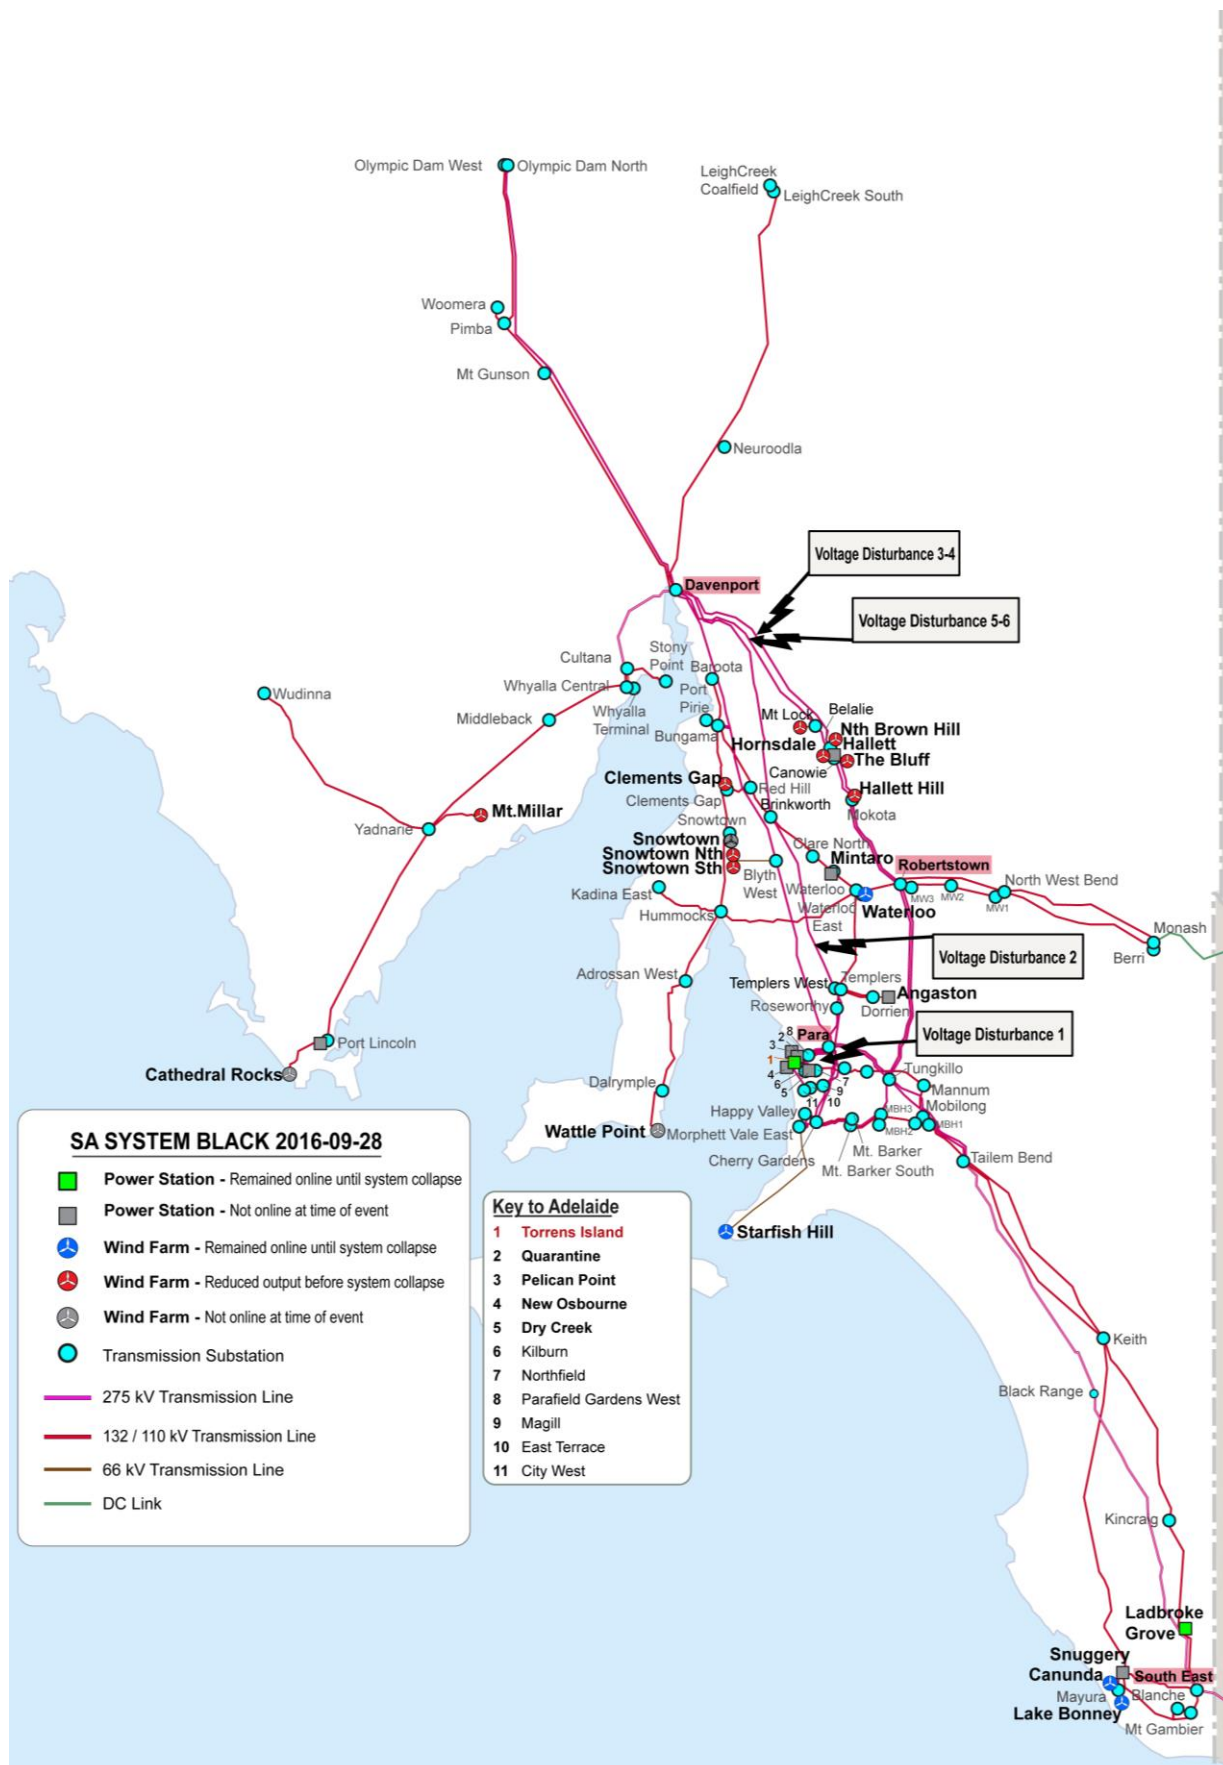 Olympic Dam West
Olympic Dam North
LeighCreek
Coalfield
LeighCreek South
Woomera
Pimba
Mt Gunson
Neuroodla
Voltage Disturbance 3-4
Davenport
Voltage Disturbance 5-6
Cultana
Stony
Point
Baroota
Whyalla Central
Port
Pirie
Wudinna
Middleback
Whyalla
Terminal
Bungama
Mt Lock
Belalie
Nth Brown Hill
Hornsdale
Hallett
The Bluff
Canowie
Clements Gap
Clements Gap
Red Hill
Hallett Hill
Brinkworth
Mokota
Mt.Millar
Yadnarie
Snowtown
Snowtown
Snowtown Nth
Snowtown Sth
Clare North
Mintaro
Blyth
West
Robertstown
Kadina East
Waterloo
Waterloo
East
Waterloo
MW3
MW2
MW1
North West Bend
Hummocks
Monash
Berri
Voltage Disturbance 2
Adrossan West
Templers West
Templers
Angaston
Roseworthy
Dorrien
Voltage Disturbance 1
Para
8
2
3
1
4
6
5
7
9
10
11
Port Lincoln
Cathedral Rocks
Tungkillo
Dalrymple
Mannum
Mobilong
Happy Valley
MBH3
MBH2
MBH1
Wattle Point
Morphett Vale East
Cherry Gardens
Mt. Barker
Mt. Barker South
Tailem Bend
Starfish Hill
SA SYSTEM BLACK 2016-09-28
Power Station - Remained online until system collapse
Power Station - Not online at time of event
Wind Farm - Remained online until system collapse
Wind Farm - Reduced output before system collapse
Wind Farm - Not online at time of event
Transmission Substation
275 kV Transmission Line
132 / 110 kV Transmission Line
66 kV Transmission Line
DC Link
Key to Adelaide
1 Torrens Island
2 Quarantine
3 Pelican Point
4 New Osbourne
5 Dry Creek
6 Kilburn
7 Northfield
8 Parafield Gardens West
9 Magill
10 East Terrace
11 City West
Keith
Black Range
Kincraig
Ladbroke
Grove
Snuggery
Canunda
South East
Mayura
Blanche
Lake Bonney
Mt Gambier